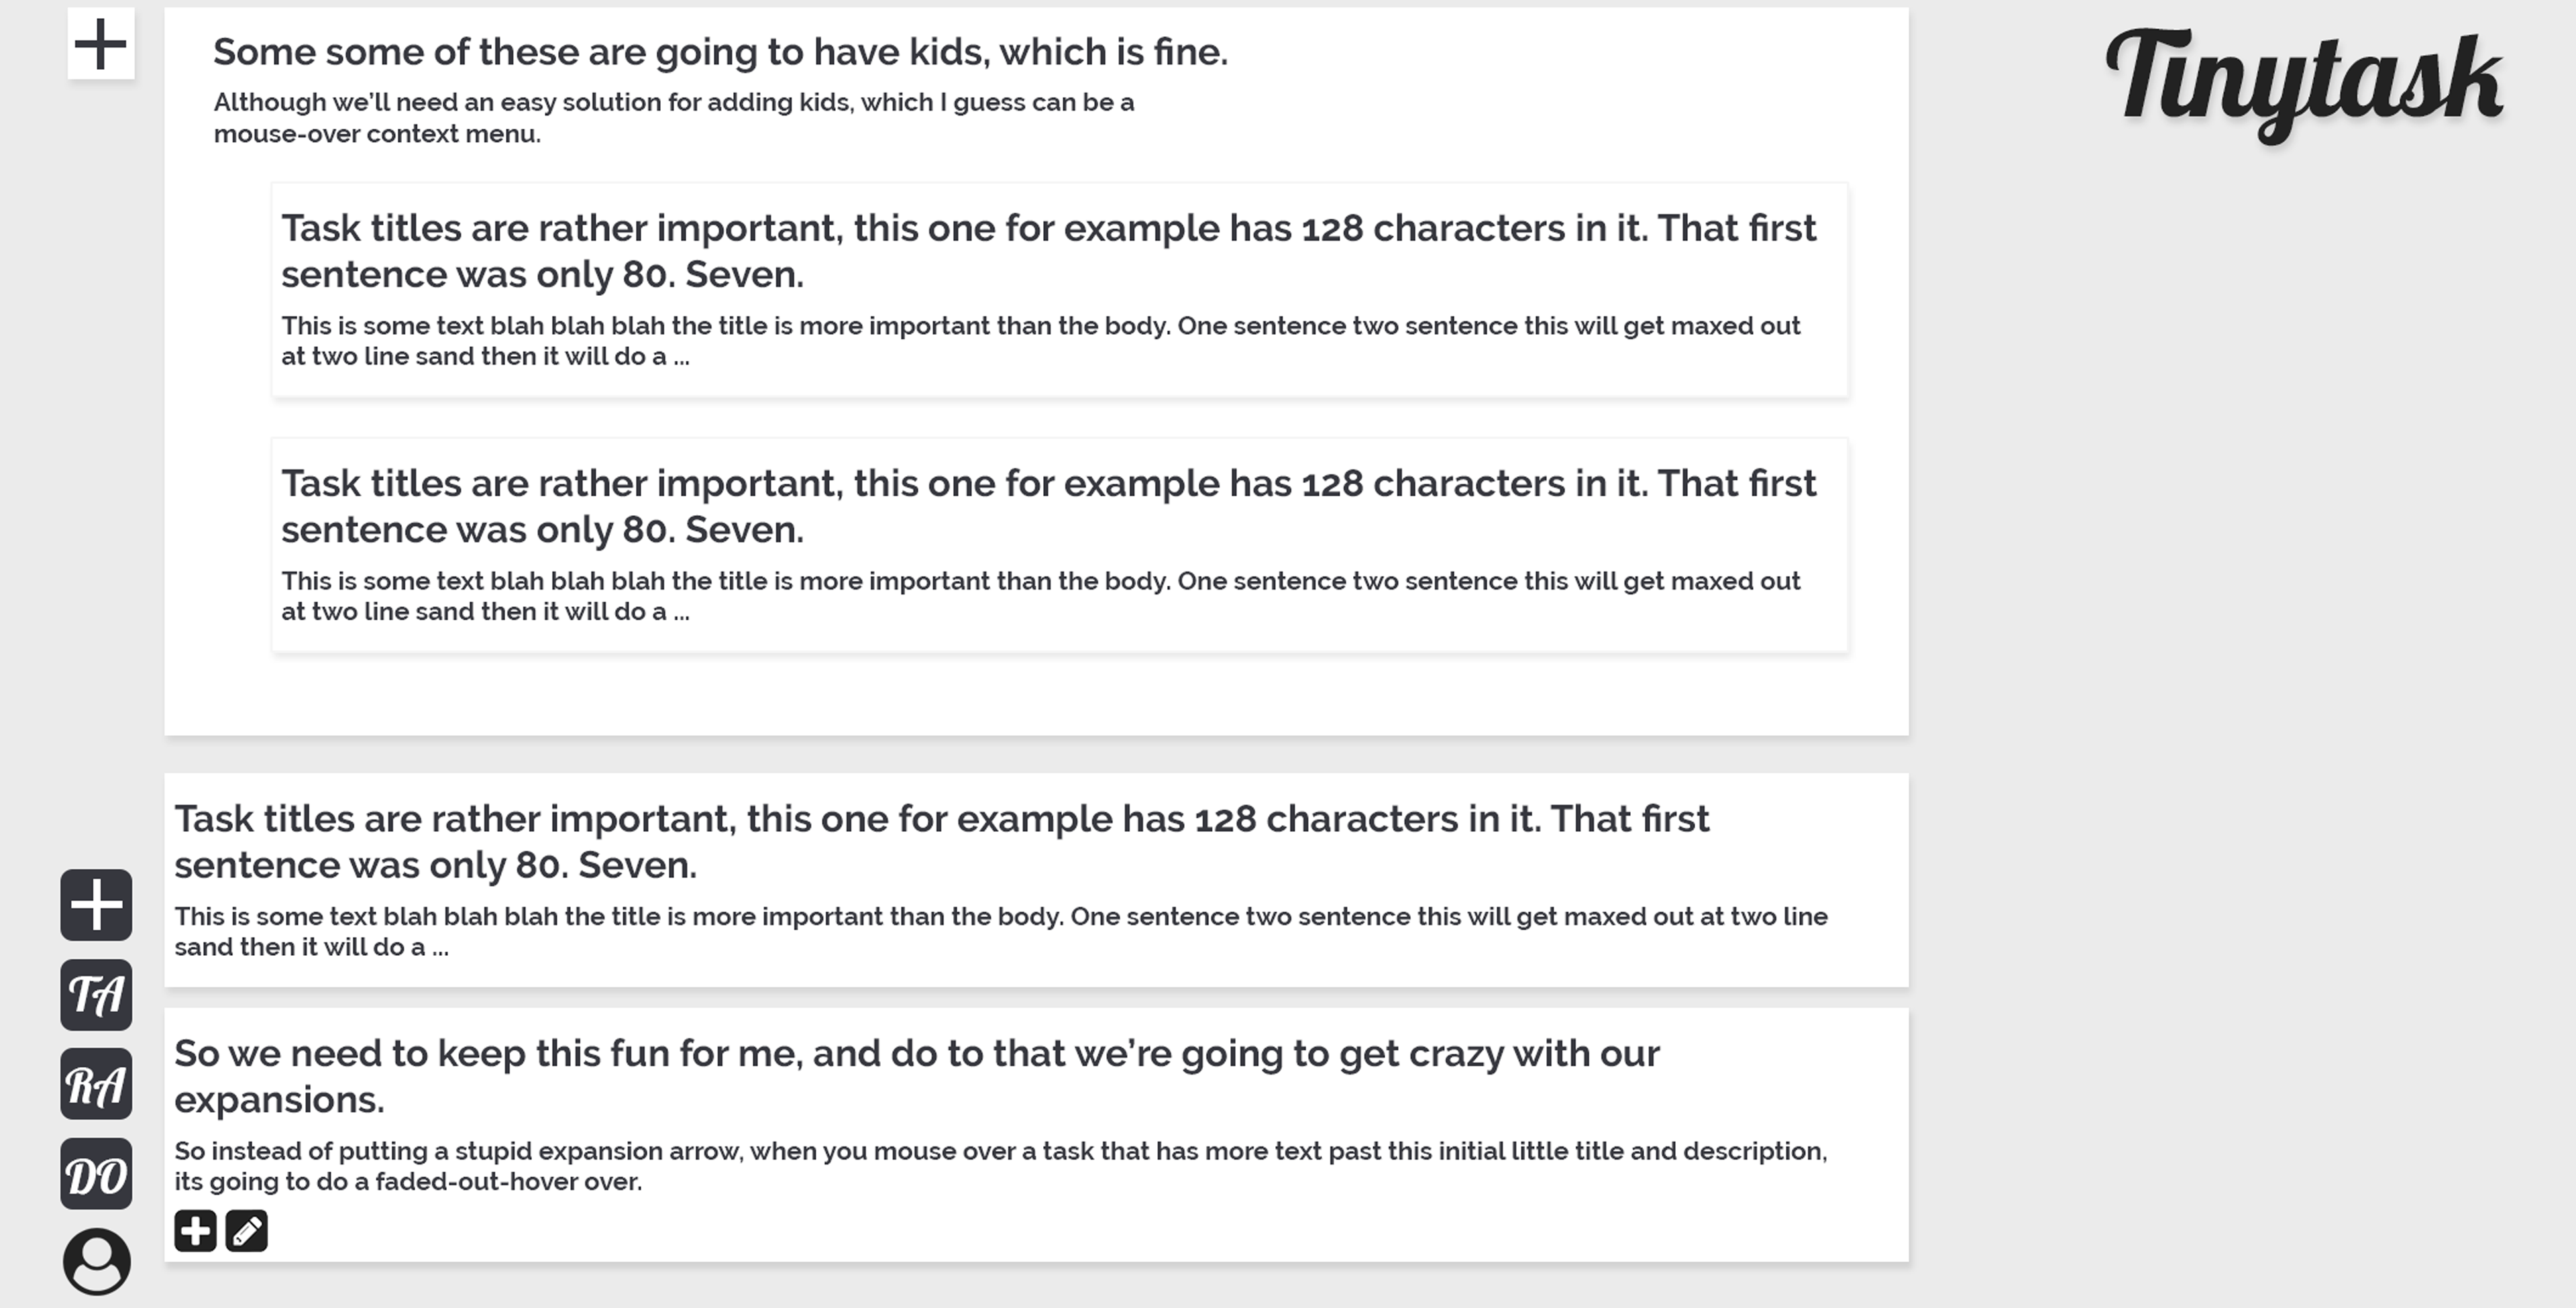 Tinytask
Some some of these are going to have kids, which is fine.
Although we’ll need an easy solution for adding kids, which I guess can be a
mouse-over context menu.
Task titles are rather important, this one for example has 128 characters in it. That first
sentence was only 80. Seven.
This is some text blah blah blah the title is more important than the body. One sentence two sentence this will get maxed out
at two line sand then it will do a ...
Task titles are rather important, this one for example has 128 characters in it. That first
sentence was only 80. Seven.
This is some text blah blah blah the title is more important than the body. One sentence two sentence this will get maxed out
at two line sand then it will do a ...
Task titles are rather important, this one for example has 128 characters in it. That first
sentence was only 80. Seven.
This is some text blah blah blah the title is more important than the body. One sentence two sentence this will get maxed out at two line
sand then it will do a ...
So we need to keep this fun for me, and do to that we’re going to get crazy with our
expansions.
So instead of putting a stupid expansion arrow, when you mouse over a task that has more text past this initial little title and description,
its going to do a faded-out-hover over.
TA
RA
DO